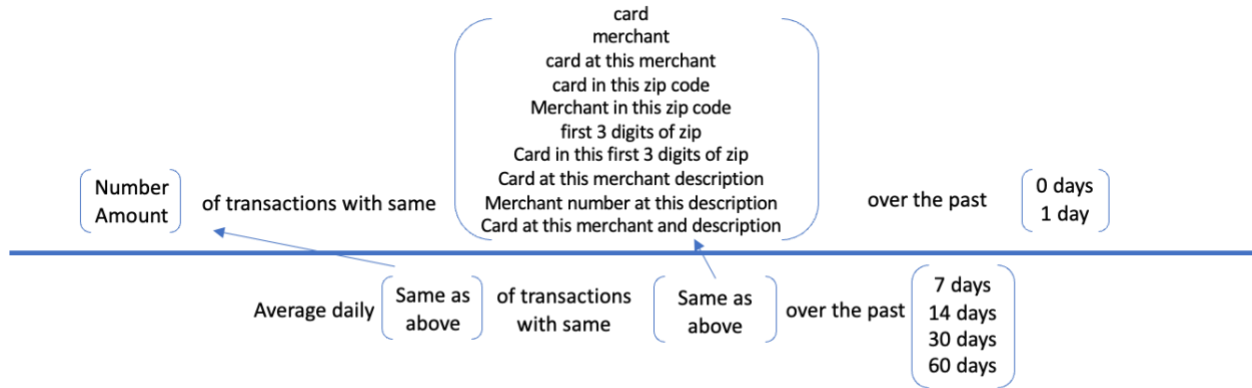 card
merchant
card at this merchant
card in this zip code
Merchant in this zip code
first 3 digits of zip
Card in this first 3 digits of zip
Card at this merchant description
Merchant number at this description
Card at this merchant and description
Number
Amount
of transactions with same
over the past
0 days
1 day
Average daily
Same as
above
of transactions
with same
Same as
above
over the past
7 days
14 days
30 days
60 days